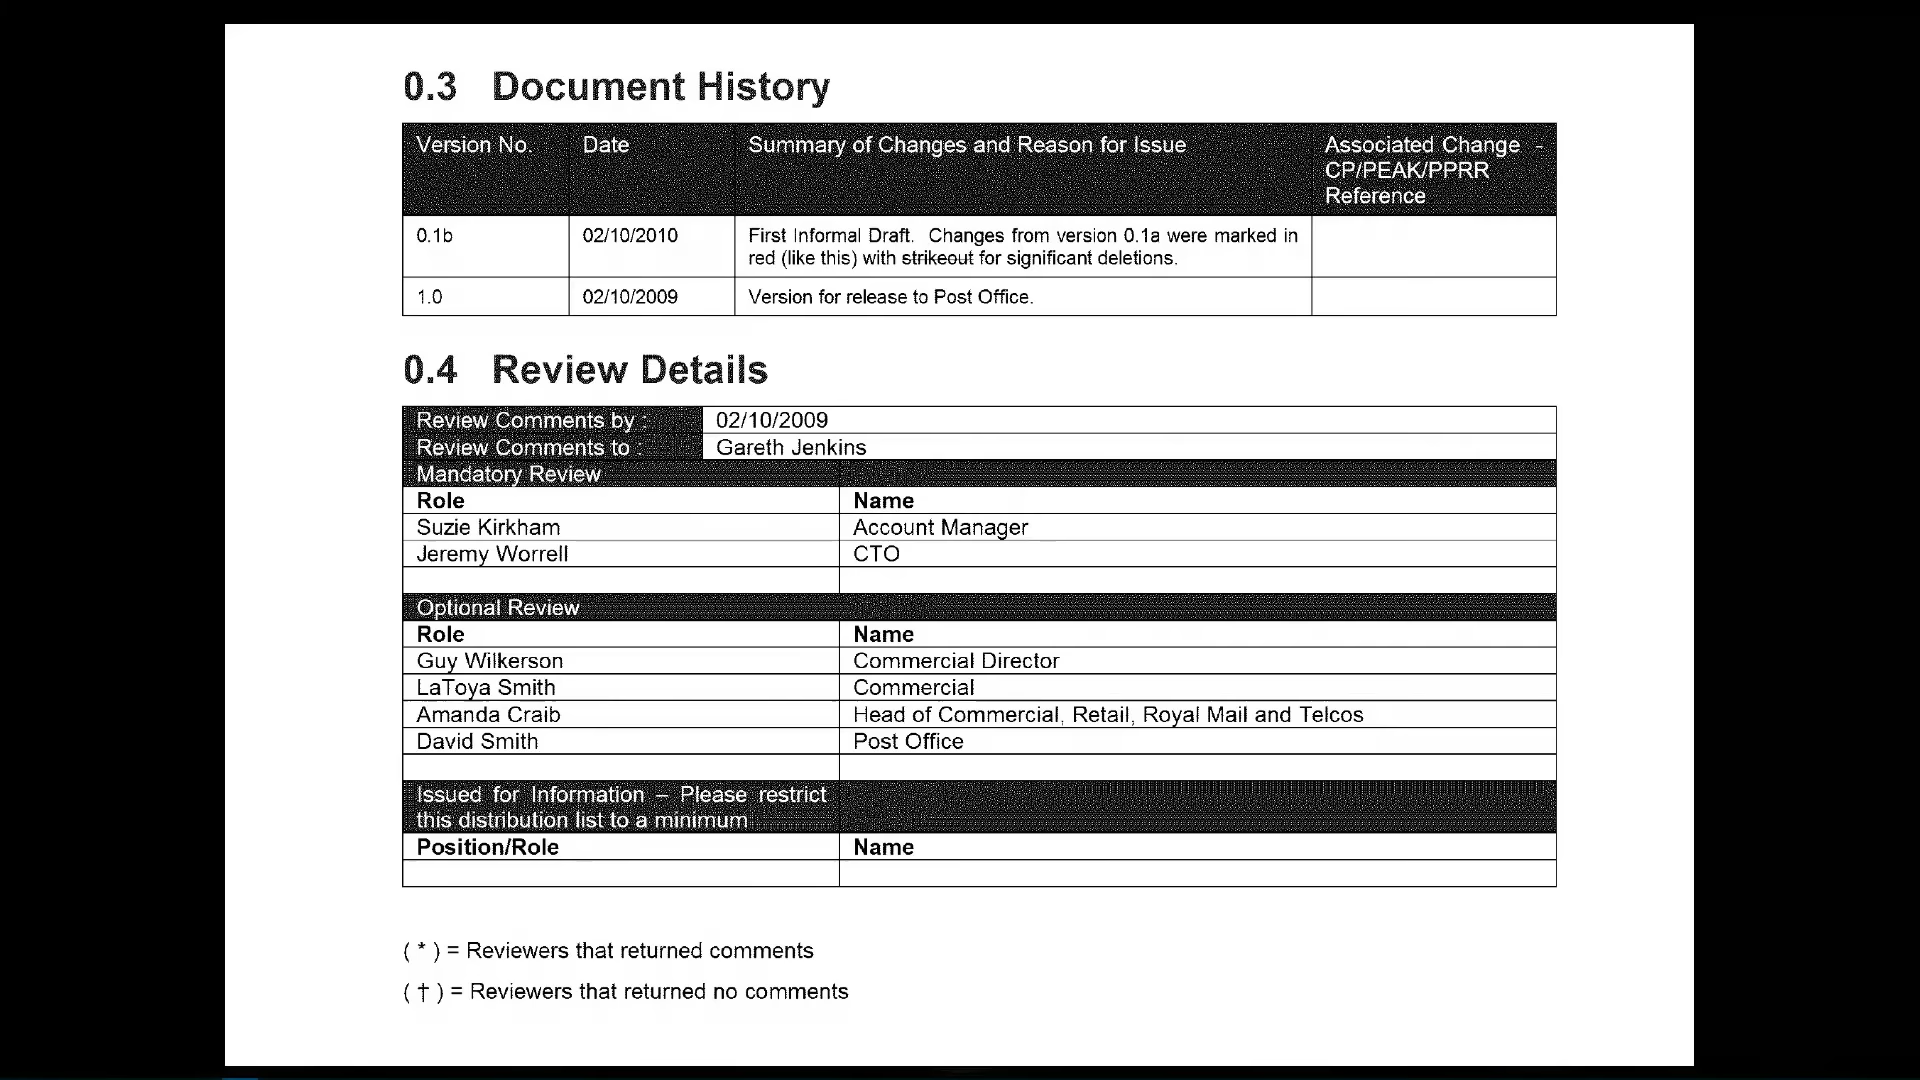 0.3 Document History
Version No. Date Summary of Changes and Reason for Issue Associated Change -
CP/PEAK/PPRR
Reference
0.1b 02/10/2010 First Informal Draft. Changes from version 0.1a were marked in
red (like this) with strikeout for significant deletions.
1.0 02/10/2009 Version for release to Post Office.
0.4 Review Details
Review Comments by : 02/10/2009
Review Comments to : Gareth Jenkins
Mandatory Review
Role Name
Suzie Kirkham Account Manager
Jeremy Worrell CTO
Optional Review
Role Name
Guy Wilkerson Commercial Director
LaToya Smith Commercial
Amanda Craib Head of Commercial, Retail, Royal Mail and Telcos
David Smith Post Office
Issued for Information – Please restrict
this distribution list to a minimum
Position/Role Name
( * ) = Reviewers that returned comments
( † ) = Reviewers that returned no comments